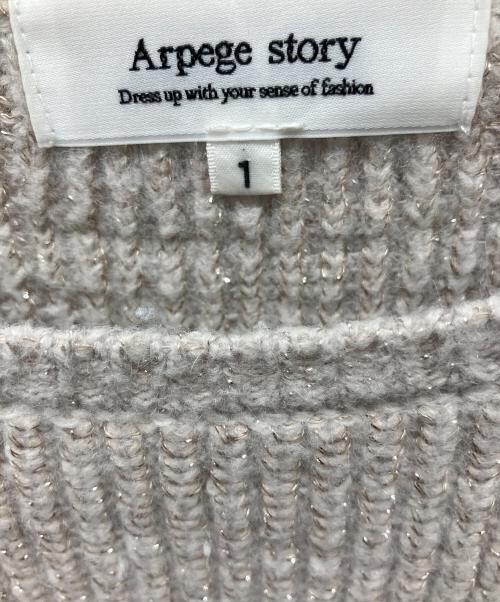 Arpege story
Dress up with your sense of fashion
1